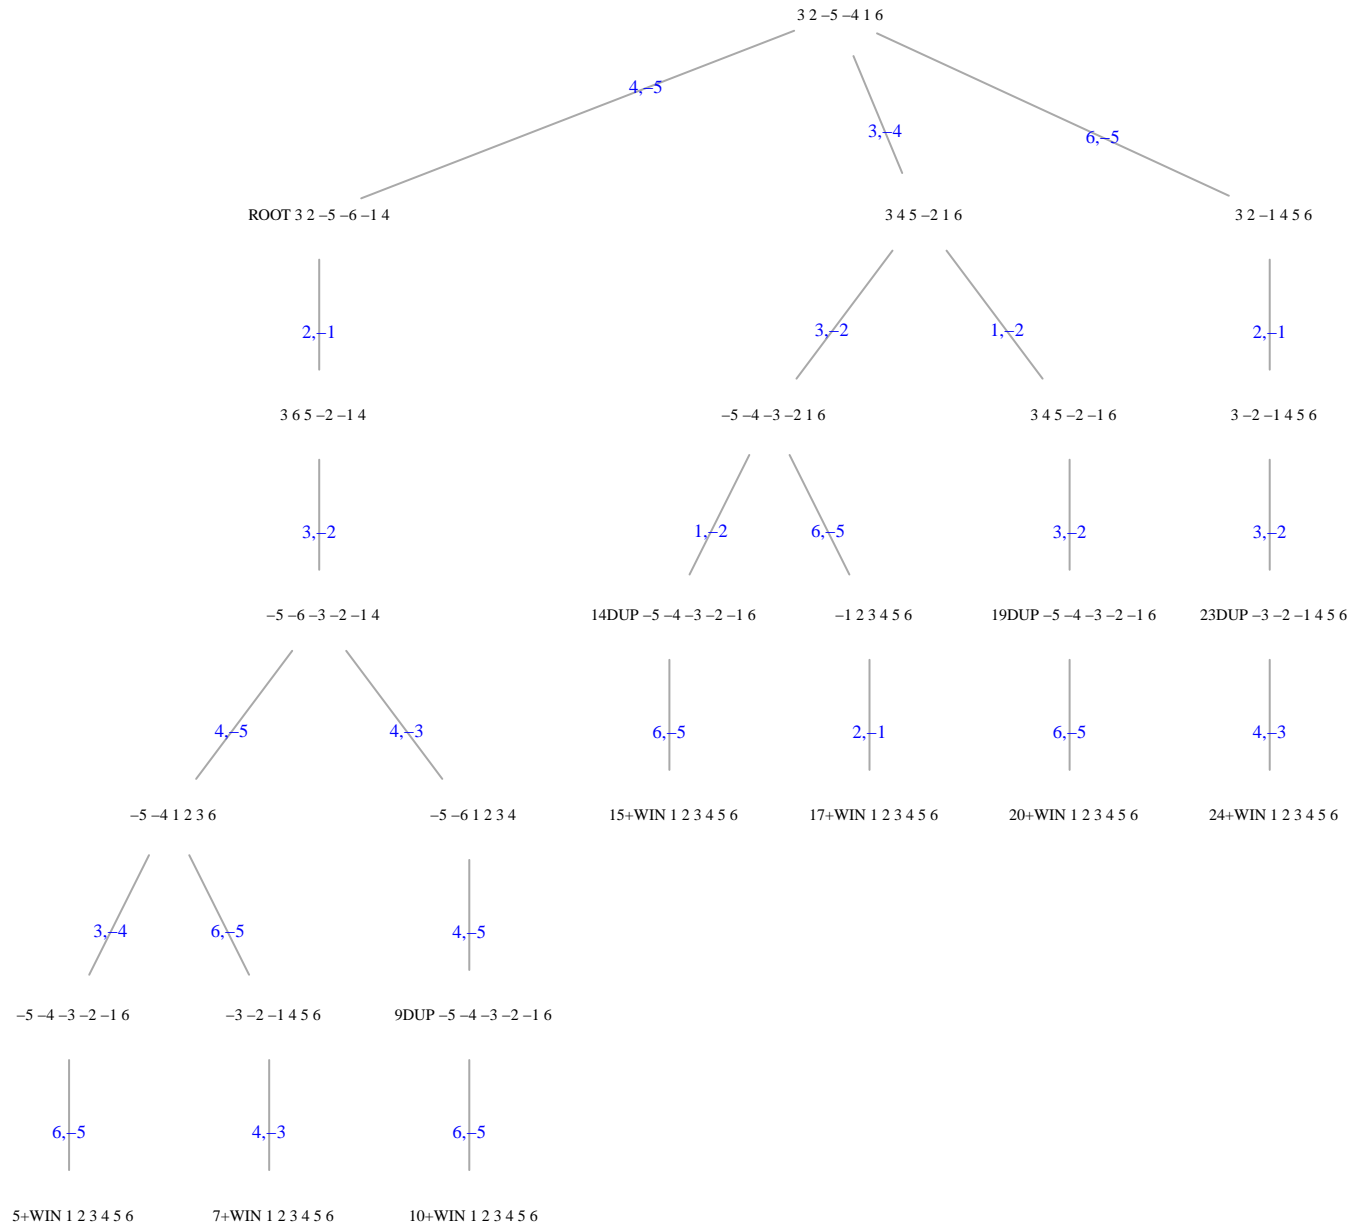 3 2 −5 −4 1 6
4,−5
3,−4
6,−5
ROOT 3 2 −5 −6 −1 4
3 4 5 −2 1 6
3 2 −1 4 5 6
2,−1
3,−2
1,−2
2,−1
3 6 5 −2 −1 4
−5 −4 −3 −2 1 6
3 4 5 −2 −1 6
3 −2 −1 4 5 6
3,−2
1,−2
6,−5
3,−2
3,−2
−5 −6 −3 −2 −1 4
14DUP −5 −4 −3 −2 −1 6
−1 2 3 4 5 6
19DUP −5 −4 −3 −2 −1 6
23DUP −3 −2 −1 4 5 6
4,−5
4,−3
6,−5
2,−1
6,−5
4,−3
−5 −4 1 2 3 6
−5 −6 1 2 3 4
15+WIN 1 2 3 4 5 6
17+WIN 1 2 3 4 5 6
20+WIN 1 2 3 4 5 6
24+WIN 1 2 3 4 5 6
3,−4
6,−5
4,−5
−5 −4 −3 −2 −1 6
−3 −2 −1 4 5 6
9DUP −5 −4 −3 −2 −1 6
6,−5
4,−3
6,−5
5+WIN 1 2 3 4 5 6
7+WIN 1 2 3 4 5 6
10+WIN 1 2 3 4 5 6